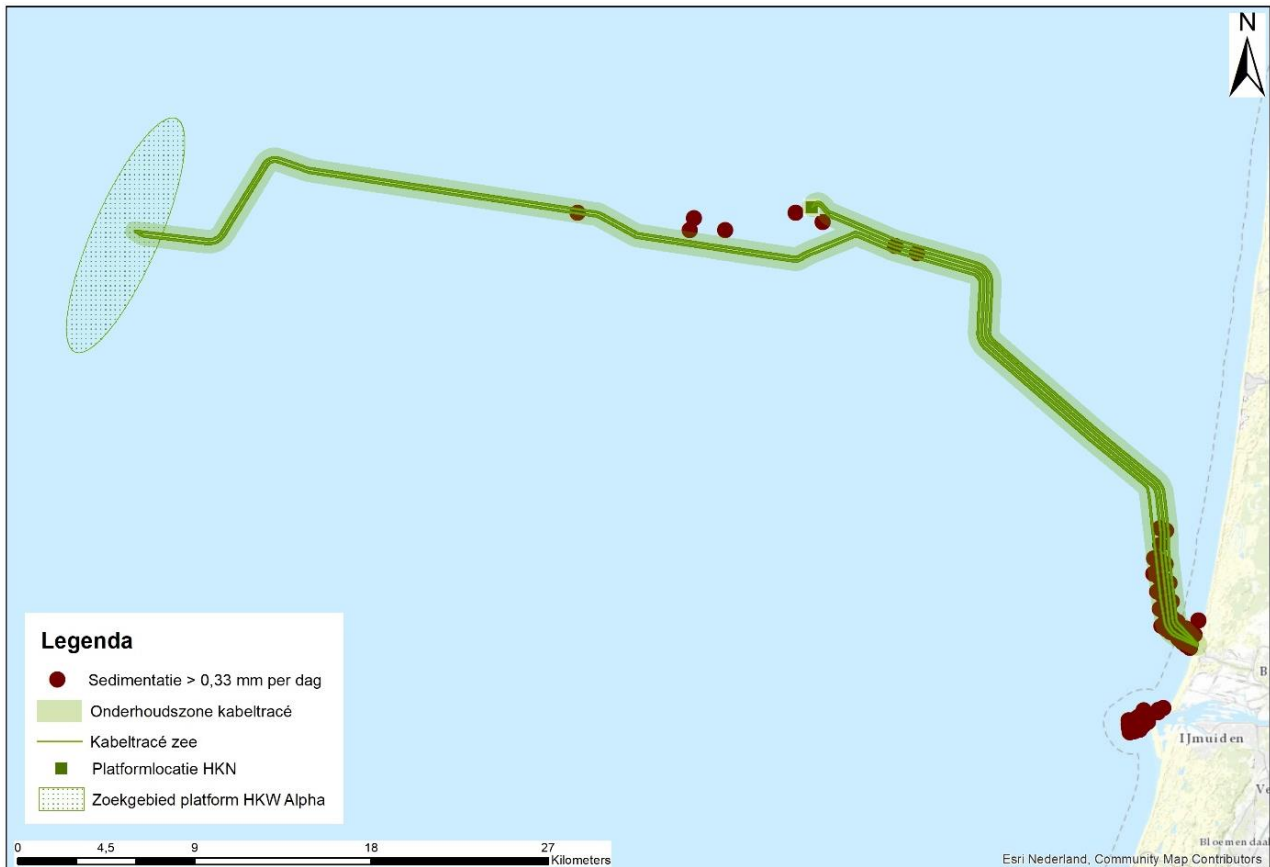 N
Legenda
Sedimentatie > 0,33 mm per dag
Onderhoudszone kabeltracé
Kabeltracé zee
Platformlocatie HKN
Zoekgebied platform HKW Alpha
0 4,5 9 18 27
Kilometers
B
IJmuiden
Ve
Bloemendaal
Esri Nederland, Community Map Contributors